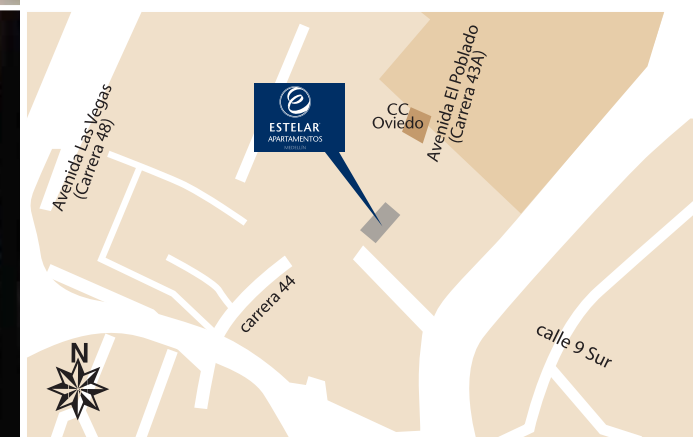 Avenida Las Vegas
(Carrera 48)
ESTELAR
APARTAMENTOS
MEDELLÍN
CC
Oviedo
Avenida El Poblado
(Carrera 43A)
carrera 44
calle 9 Sur
N